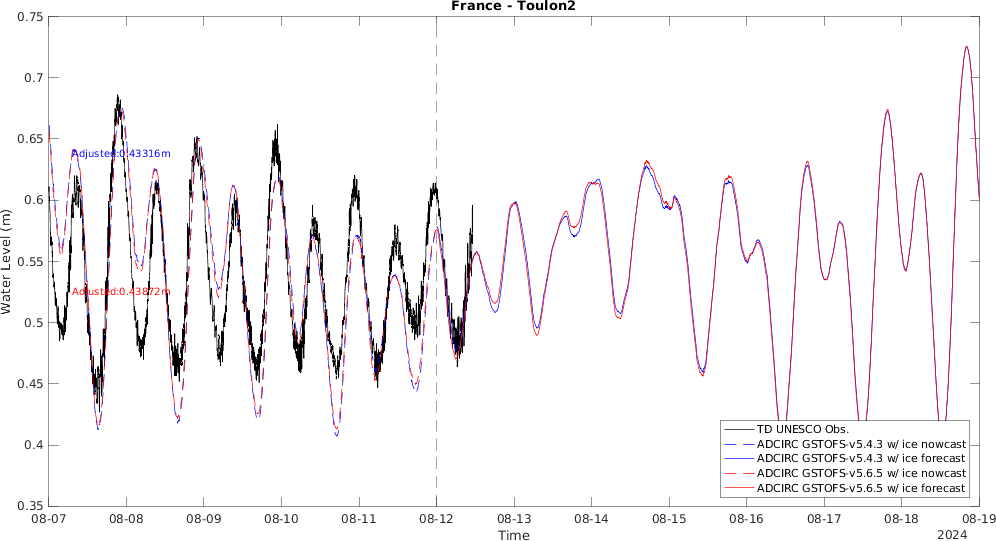 France - Toulon2
0.75
0.7
0.65
0.6
0.55
0.5
0.45
0.4
0.35
Water Level (m)
Adjusted:0.43316m
Adjusted:0.43872m
TD UNESCO Obs.
ADCIRC GSTOFS-v5.4.3 w/ ice nowcast
ADCIRC GSTOFS-v5.4.3 w/ ice forecast
ADCIRC GSTOFS-v5.6.5 w/ ice nowcast
ADCIRC GSTOFS-v5.6.5 w/ ice forecast
08-07 08-08 08-09 08-10 08-11 08-12 08-13 08-14 08-15 08-16 08-17 08-18 08-19
Time
2024